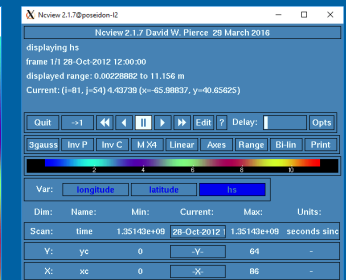 Ncview 2.1.7@poseidon-l2
Ncview 2.1.7 David W. Pierce 29 March 2016
displaying hs
frame 1/1 28-Oct-2012 12:00:00
displayed range: 0.00228882 to 11.156 m
Current: (i=81, j=54) 4.43739 (x=-65.98837, y=40.65625)
Quit ->1 Edit ? Delay: Opts
3gauss Inv P Inv C M X4 Linear Axes Range Bi-lin Print
2 4 6 8 10
Var: longitude latitude hs
Dim: Name: Min: Current: Max: Units:
Scan: time 1.35143e+09 28-Oct-2012 1 1.35143e+09 seconds sinc
Y: yc 0 -Y- 64 -
X: xc 0 -X- 86 -